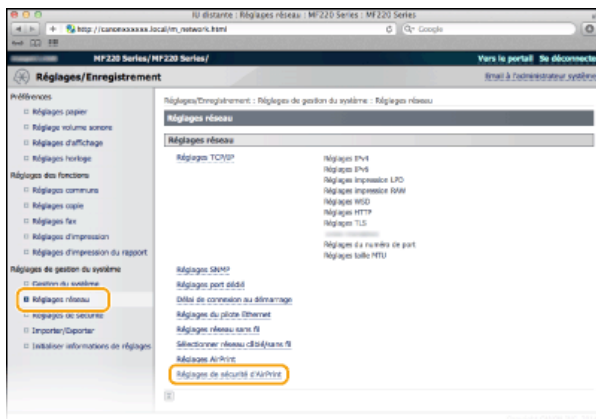 IU distante : Réglages réseau : MF220 Series : MF220 Series
local/m_network.html
Google
MF220 Series/MF220 Series/
Vers le portail Se déconnecter
Réglages/Enregistrement
Email à l'administrateur système
Préférences
Réglages papier
Réglage volume sonore
Réglages d'affichage
Réglages horloge
Réglages des fonctions
Réglages communs
Réglages copie
Réglages fax
Réglages d'impression
Réglages d'impression du rapport
Réglages de gestion du système
Gestion du système
Réglages réseau
Réglages de sécurité
Importer/Exporter
Initialiser informations de réglages
Réglages/Enregistrement : Réglages de gestion du système : Réglages réseau
Réglages réseau
Réglages réseau
Réglages TCP/IP
Réglages IPv4
Réglages IPv6
Réglages impression LPD
Réglages impression RAW
Réglages WSD
Réglages HTTP
Réglages TLS
Réglages du numéro de port
Réglages taille MTU
Réglages SNMP
Réglages port dédié
Délai de connexion au démarrage
Réglages du pilote Ethernet
Réglages réseau sans fil
Sélectionner réseau câblé/sans fil
Réglages AirPrint
Réglages de sécurité d'AirPrint